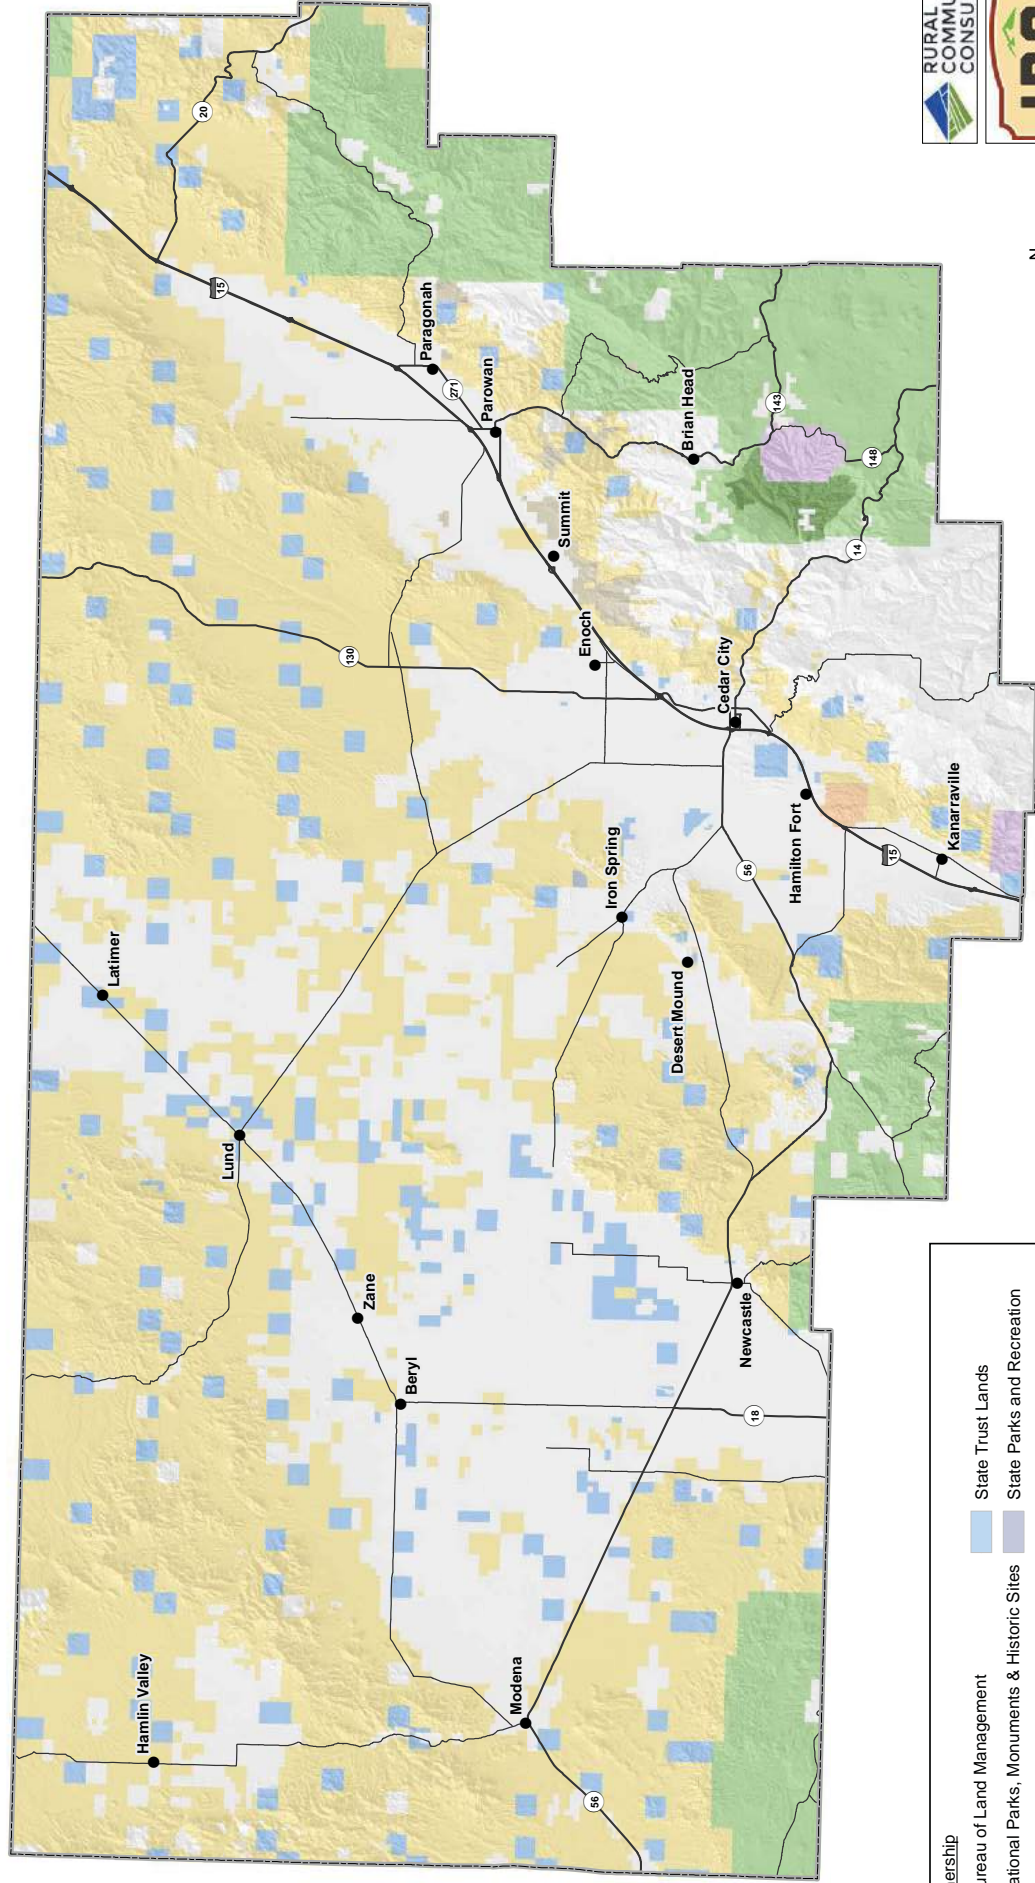 Latimer
Hamlin Valley
20
15
Lund
130
Zane
Beryl
Paragonah
271
Parowan
Modena
Summit
Enoch
56
Iron Spring
Desert Mound
Brian Head
Cedar City
Newcastle
56
18
143
Hamilton Fort
14
148
15
Kanarraville
ership
ureau of Land Management
State Trust Lands
ational Parks, Monuments & Historic Sites
State Parks and Recreation
RURAL
COMMU
CONSU